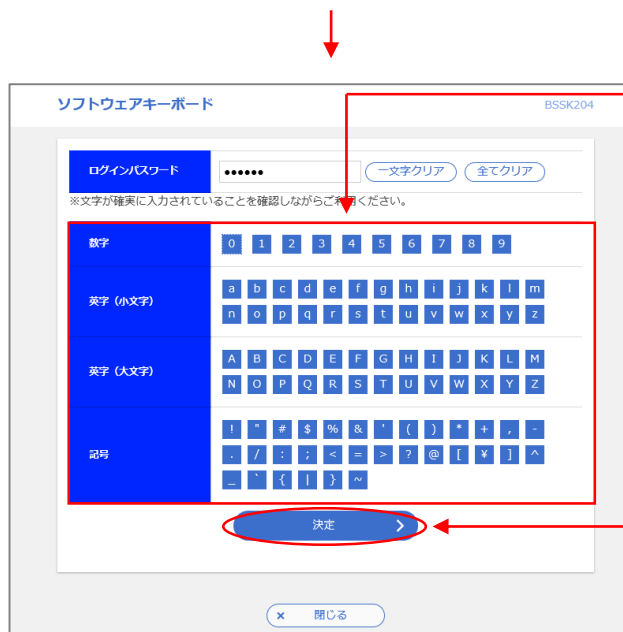 ソフトウェアキーボード BSSK204
ログインパスワード •••••• 一文字クリア 全てクリア
※文字が確実に入力されていることを確認しながらご利用ください。
数字 0 1 2 3 4 5 6 7 8 9
英字（小文字） a b c d e f g h i j k l m
n o p q r s t u v w x y z
英字（大文字） A B C D E F G H I J K L M
N O P Q R S T U V W X Y Z
記号 ! " # $ % & ' ( ) * + , -
. / : ; < = > ? @ [ ¥ ] ^
_ ` { | } ~
決定
× 閉じる